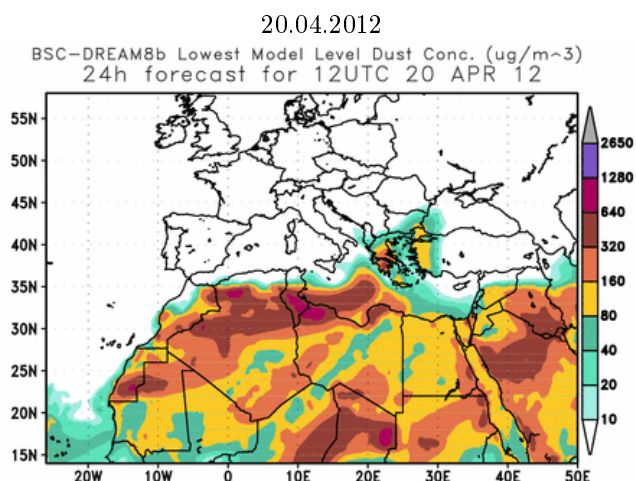 20.04.2012
BSC-DREAM8b Lowest Model Level Dust Conc. (ug/m^3)
24h forecast for 12UTC 20 APR 12
55N
50N
45N
40N
35N
30N
25N
20N
15N
20W
10W
0
10E
20E
30E
40E
50E
2650
1280
640
320
160
80
40
20
10